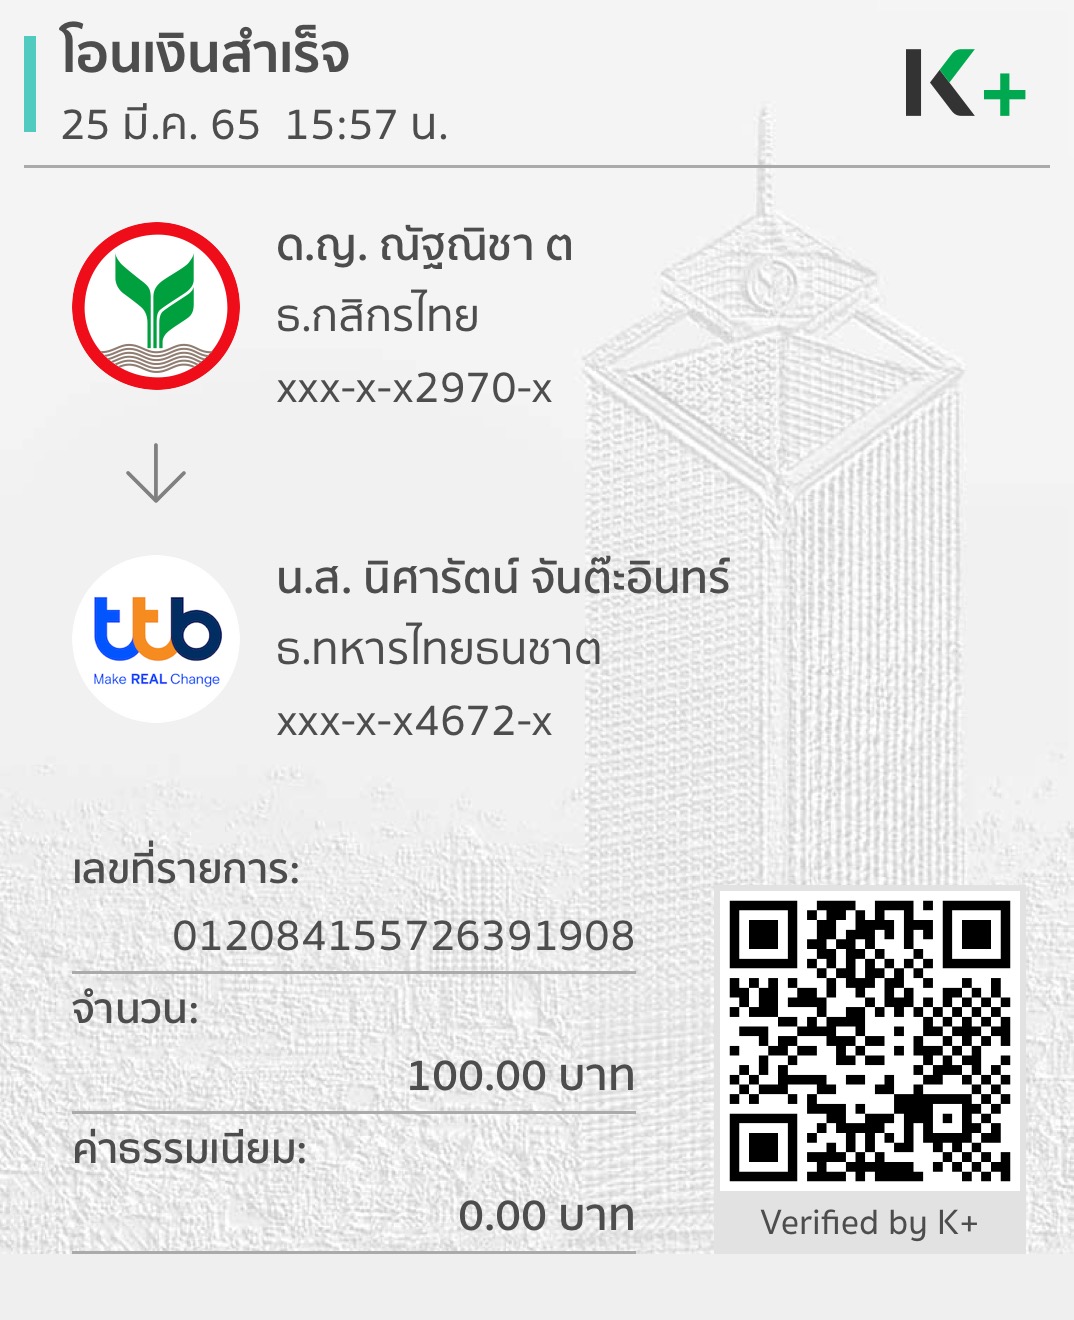 โอนเงินสำเร็จ
25 มี.ค. 65 15:57 น.
K+
ด.ญ. ณัฐณิชา ต
ธ.กสิกรไทย
xxx-x-x2970-x
ttb
Make REAL Change
น.ส. นิศารัตน์ จันต๊ะอินทร์
ธ.ทหารไทยธนชาต
xxx-x-x4672-x
เลขที่รายการ:
012084155726391908
จำนวน:
100.00 บาท
ค่าธรรมเนียม:
0.00 บาท
Verified by K+